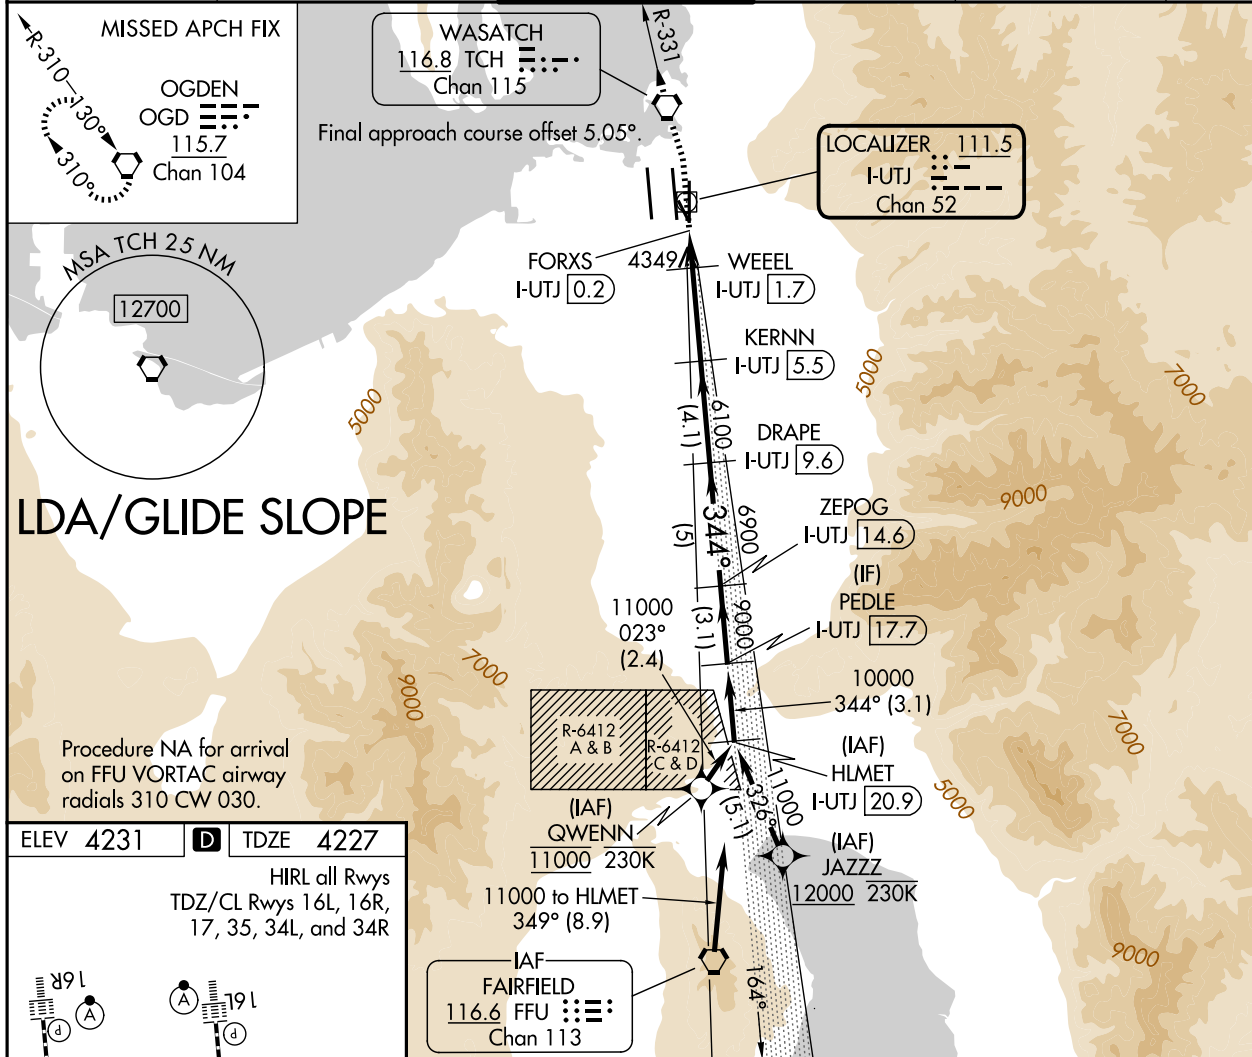 MISSED APCH FIX
R-310
130°
310°
OGDEN
OGD
115.7
Chan 104
WASATCH
116.8 TCH
Chan 115
R-331
Final approach course offset 5.05°.
LOCALIZER 111.5
I-UTJ
Chan 52
MSA TCH 25 NM
12700
FORXS
I-UTJ 0.2
4349
WEEEL
I-UTJ 1.7
KERNN
I-UTJ 5.5
5000
5000
7000
(4.1)
6100
DRAPE
I-UTJ 9.6
LDA/GLIDE SLOPE
344°
(5)
6900
9000
ZEPOG
I-UTJ 14.6
(IF)
PEDLE
I-UTJ 17.7
11000
023°
(2.4)
(3.1)
9000
7000
9000
10000
344° (3.1)
7000
R-6412
A & B
R-6412
C & D
Procedure NA for arrival
on FFU VORTAC airway
radials 310 CW 030.
(IAF)
HLMET
I-UTJ 20.9
5000
11000
326°
(5.1)
(IAF)
QWENN
11000 230K
(IAF)
JAZZZ
12000 230K
11000 to HLMET
349° (8.9)
IAF
FAIRFIELD
116.6 FFU
Chan 113
164°
9000
ELEV 4231
D
TDZE 4227
HIRL all Rwys
TDZ/CL Rwys 16L, 16R,
17, 35, 34L, and 34R
16R
A
P
A
16L
P